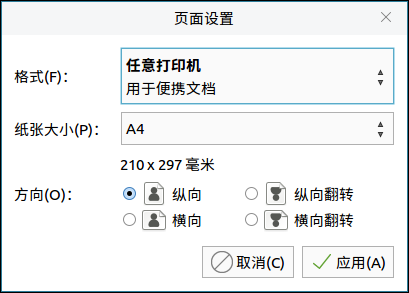 页面设置
格式(F):
任意打印机
用于便携文档
纸张大小(P):
A4
210 x 297 毫米
方向(O):
纵向
纵向翻转
横向
横向翻转
取消(C)
应用(A)